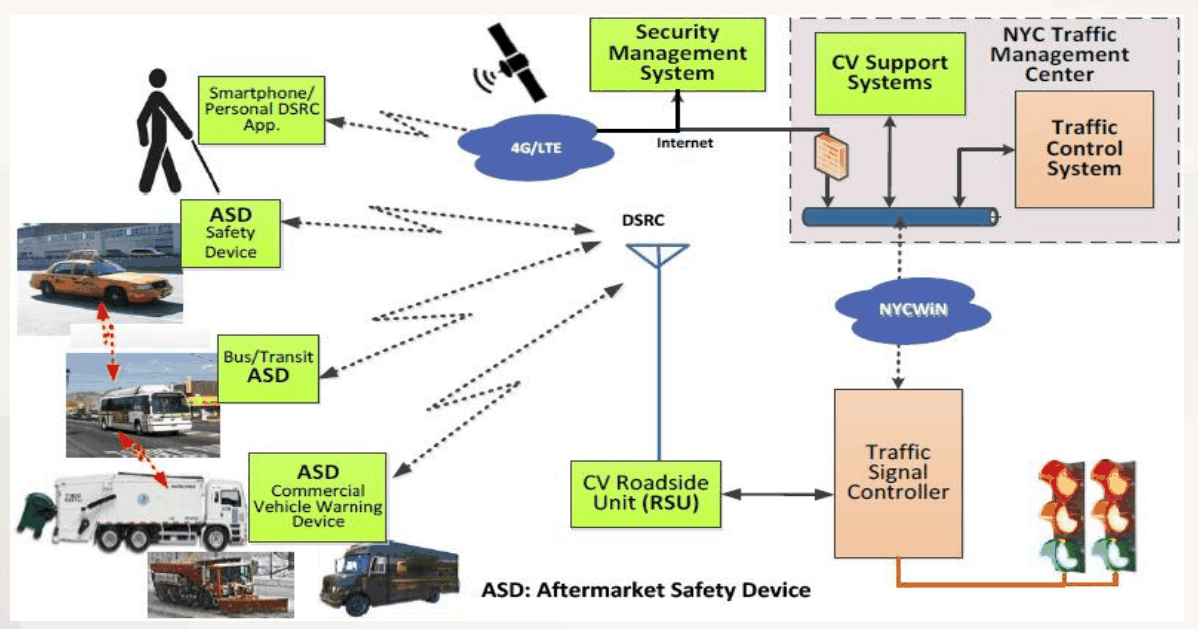 Smartphone/
Personal DSRC
App.
Security
Management
System
4G/LTE
Internet
NYC Traffic
Management
Center
CV Support
Systems
Traffic
Control
System
ASD
Safety
Device
DSRC
NYCWiN
Bus/Transit
ASD
ASD
Commercial
Vehicle Warning
Device
CV Roadside
Unit (RSU)
Traffic
Signal
Controller
ASD: Aftermarket Safety Device